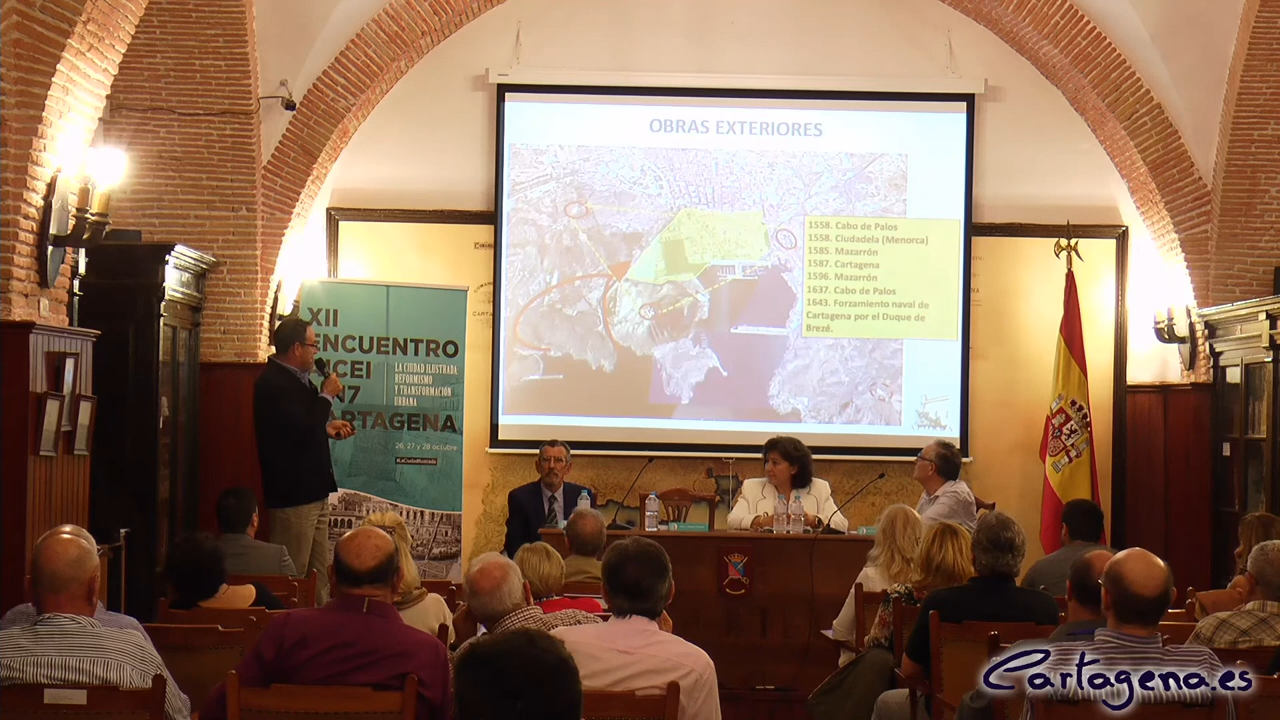 OBRAS EXTERIORES
1558. Cabo de Palos
1558. Ciudadela (Menorca)
1585. Mazarrón
1587. Cartagena
1596. Mazarrón
1637. Cabo de Palos
1643. Forzamiento naval de
Cartagena por el Duque de
Brezé.
XII
ENCUENTRO
CICEI
LA CIUDAD ILUSTRADA:
REFORMISMO
Y TRANSFORMACIÓN
URBANA
CARTAGENA
26, 27 y 28 octubre
#LaCiudadIlustrada
Cartagena.es